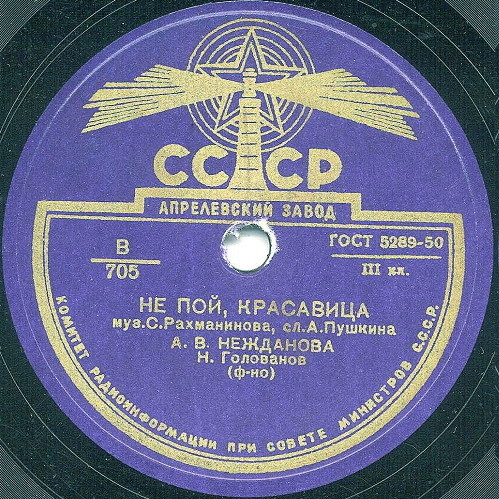 СССР
АПРЕЛЕВСКИЙ ЗАВОД
В
705
ГОСТ 5289-50
III кл.
НЕ ПОЙ, КРАСАВИЦА
муз.С.Рахманинова, сл.А.Пушкина
А. В. НЕЖДАНОВА
Н. Голованов
(ф-но)
КОМИТЕТ РАДИОИНФОРМАЦИИ ПРИ СОВЕТЕ МИНИСТРОВ СССР.